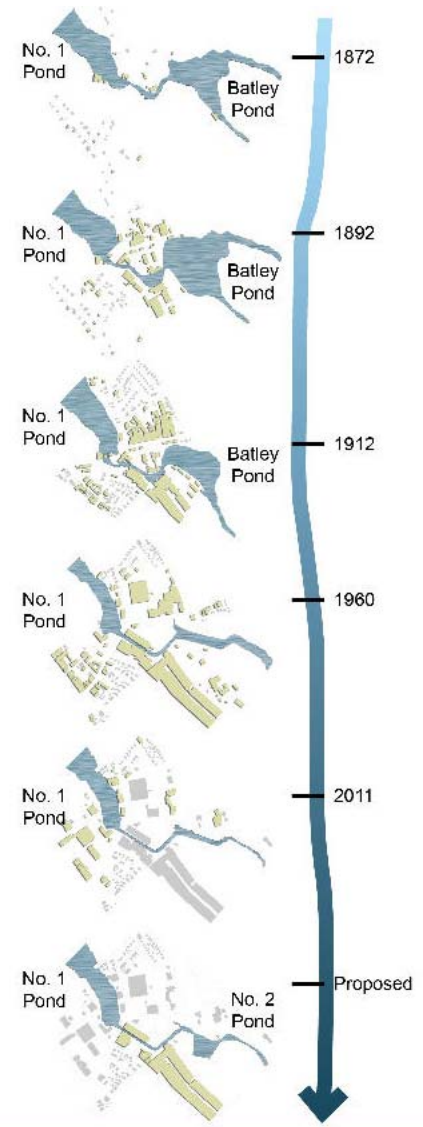 No. 1
Pond
Batley
Pond
1872
No. 1
Pond
Batley
Pond
1892
No. 1
Pond
Batley
Pond
1912
No. 1
Pond
1960
No. 1
Pond
2011
No. 1
Pond
No. 2
Pond
Proposed